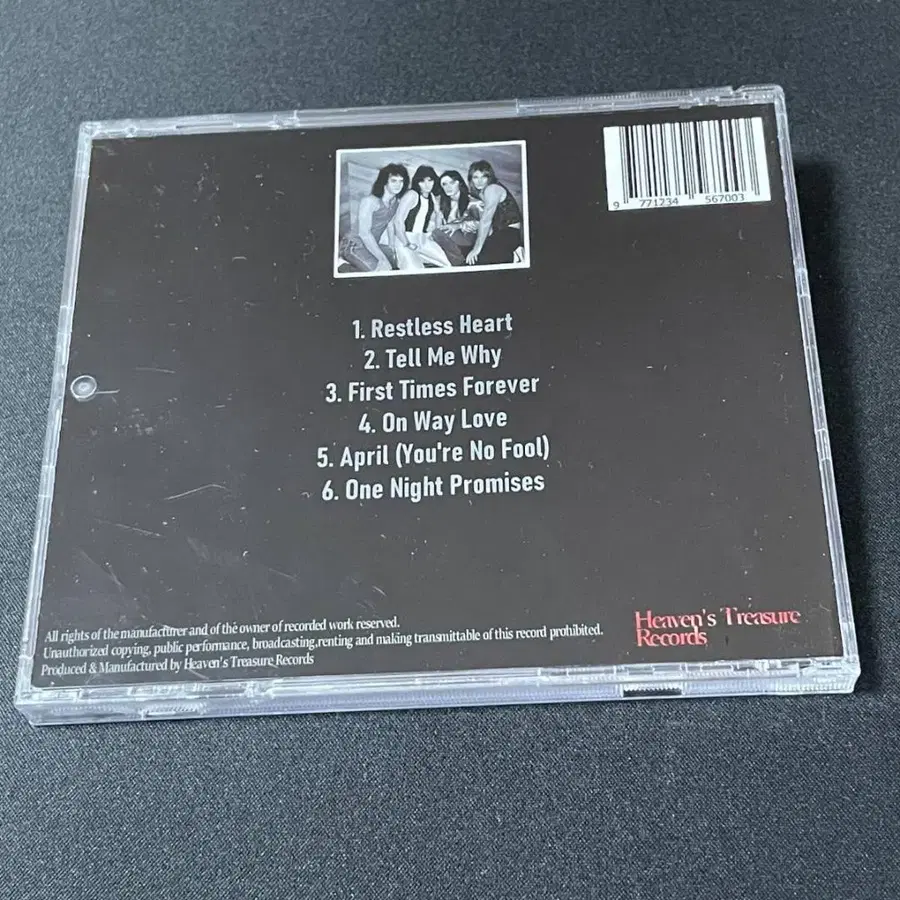 9 771234 567003
1. Restless Heart
2. Tell Me Why
3. First Times Forever
4. On Way Love
5. April (You're No Fool)
6. One Night Promises
All rights of the manufacturer and of the owner of recorded work reserved.
Unauthorized copying, public performance, broadcasting,renting and making transmittable of this record prohibited.
Produced & Manufactured by Heaven's Treasure Records
Heaven's Treasure
Records